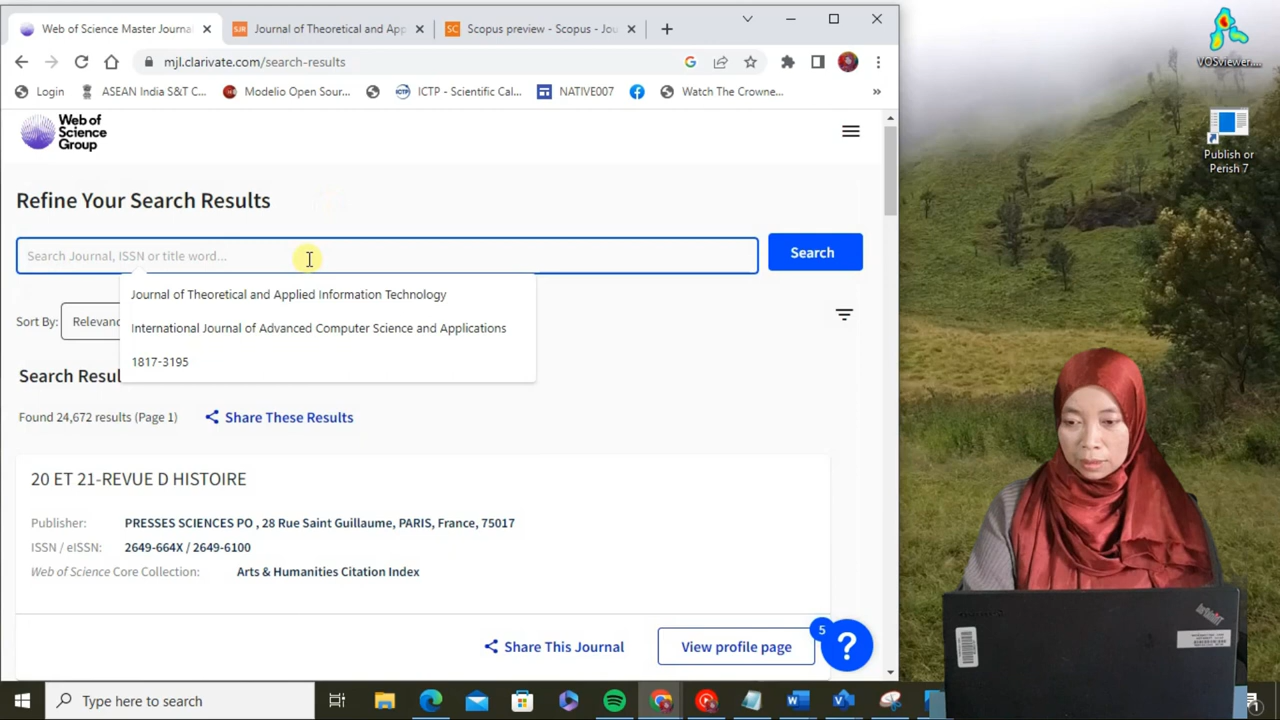 Web of Science Master Journal
Journal of Theoretical and App
Scopus preview - Scopus - Jou
mjl.clarivate.com/search-results
Login
ASEAN India S&T C...
Modelio Open Sour...
ICTP - Scientific Cal...
NATIVE007
Watch The Crowne...
Web of
Science
Group
Refine Your Search Results
Search Journal, ISSN or title word...
Search
Journal of Theoretical and Applied Information Technology
International Journal of Advanced Computer Science and Applications
1817-3195
Sort By:
Relevanc
Search Resul
Found 24,672 results (Page 1)
Share These Results
20 ET 21-REVUE D HISTOIRE
Publisher:
PRESSES SCIENCES PO , 28 Rue Saint Guillaume, PARIS, France, 75017
ISSN / eISSN:
2649-664X / 2649-6100
Web of Science Core Collection:
Arts & Humanities Citation Index
Share This Journal
View profile page
5
?
Type here to search
VOSviewer....
Publish or
Perish 7
ThinkPad